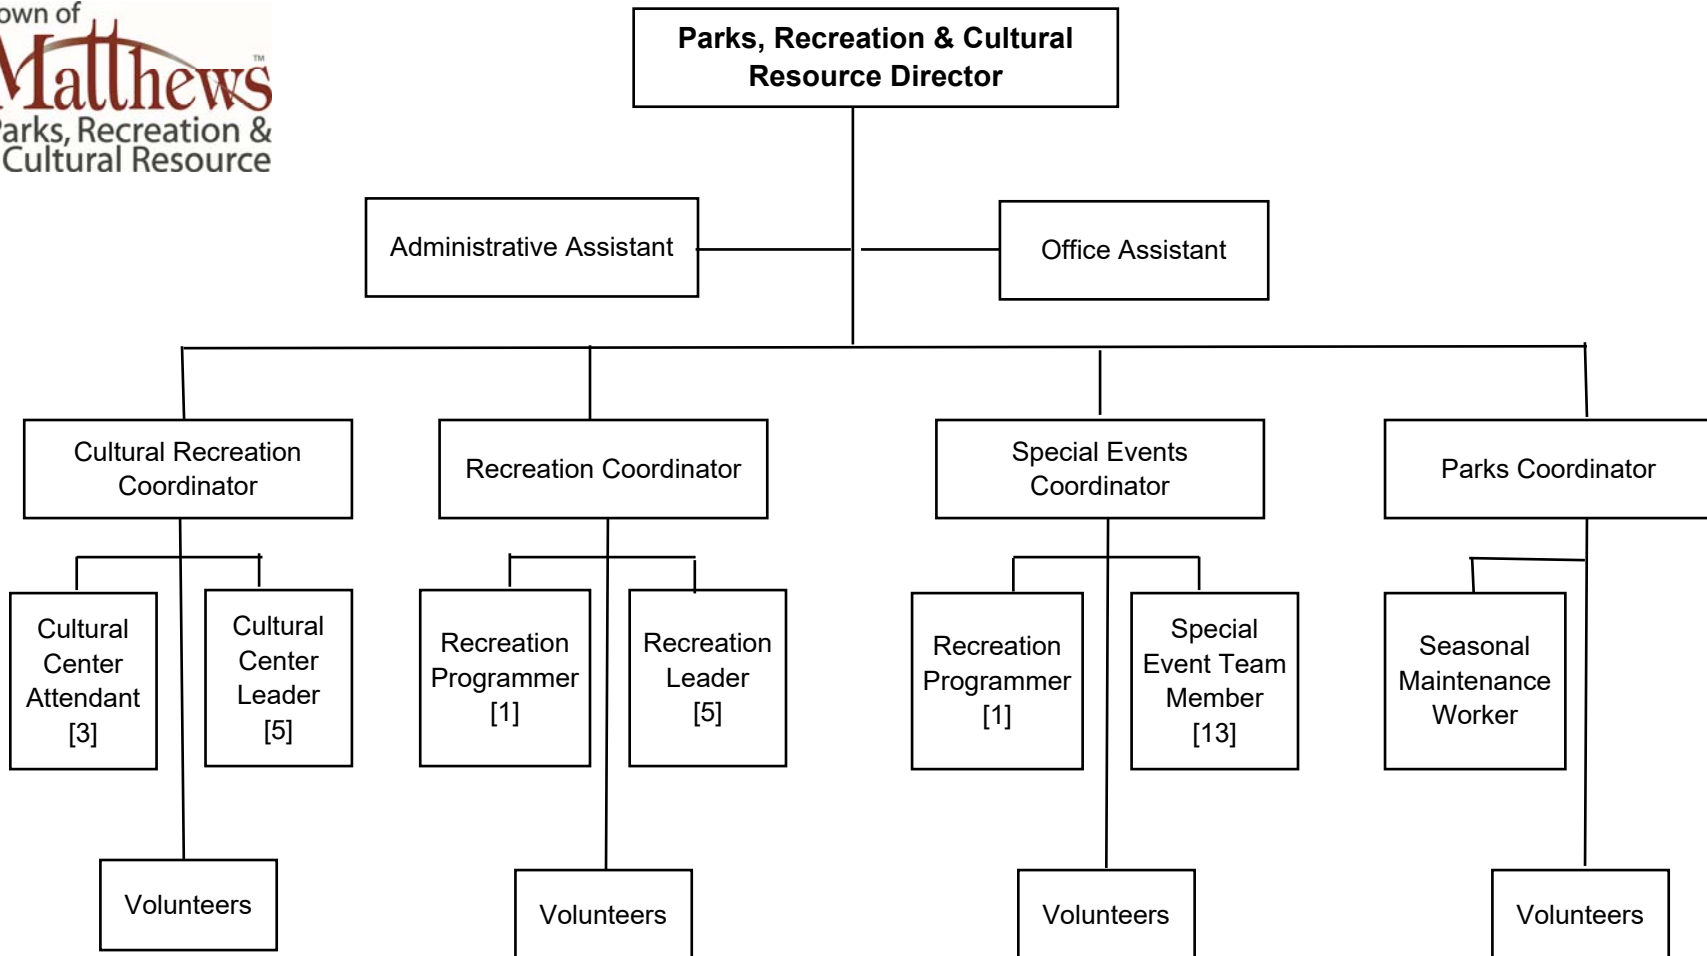 own of
Matthews™
Parks, Recreation &
Cultural Resource
Parks, Recreation & Cultural
Resource Director
Administrative Assistant
Office Assistant
Cultural Recreation
Coordinator
Recreation Coordinator
Special Events
Coordinator
Parks Coordinator
Cultural
Center
Attendant
[3]
Cultural
Center
Leader
[5]
Recreation
Programmer
[1]
Recreation
Leader
[5]
Recreation
Programmer
[1]
Special
Event Team
Member
[13]
Seasonal
Maintenance
Worker
Volunteers
Volunteers
Volunteers
Volunteers